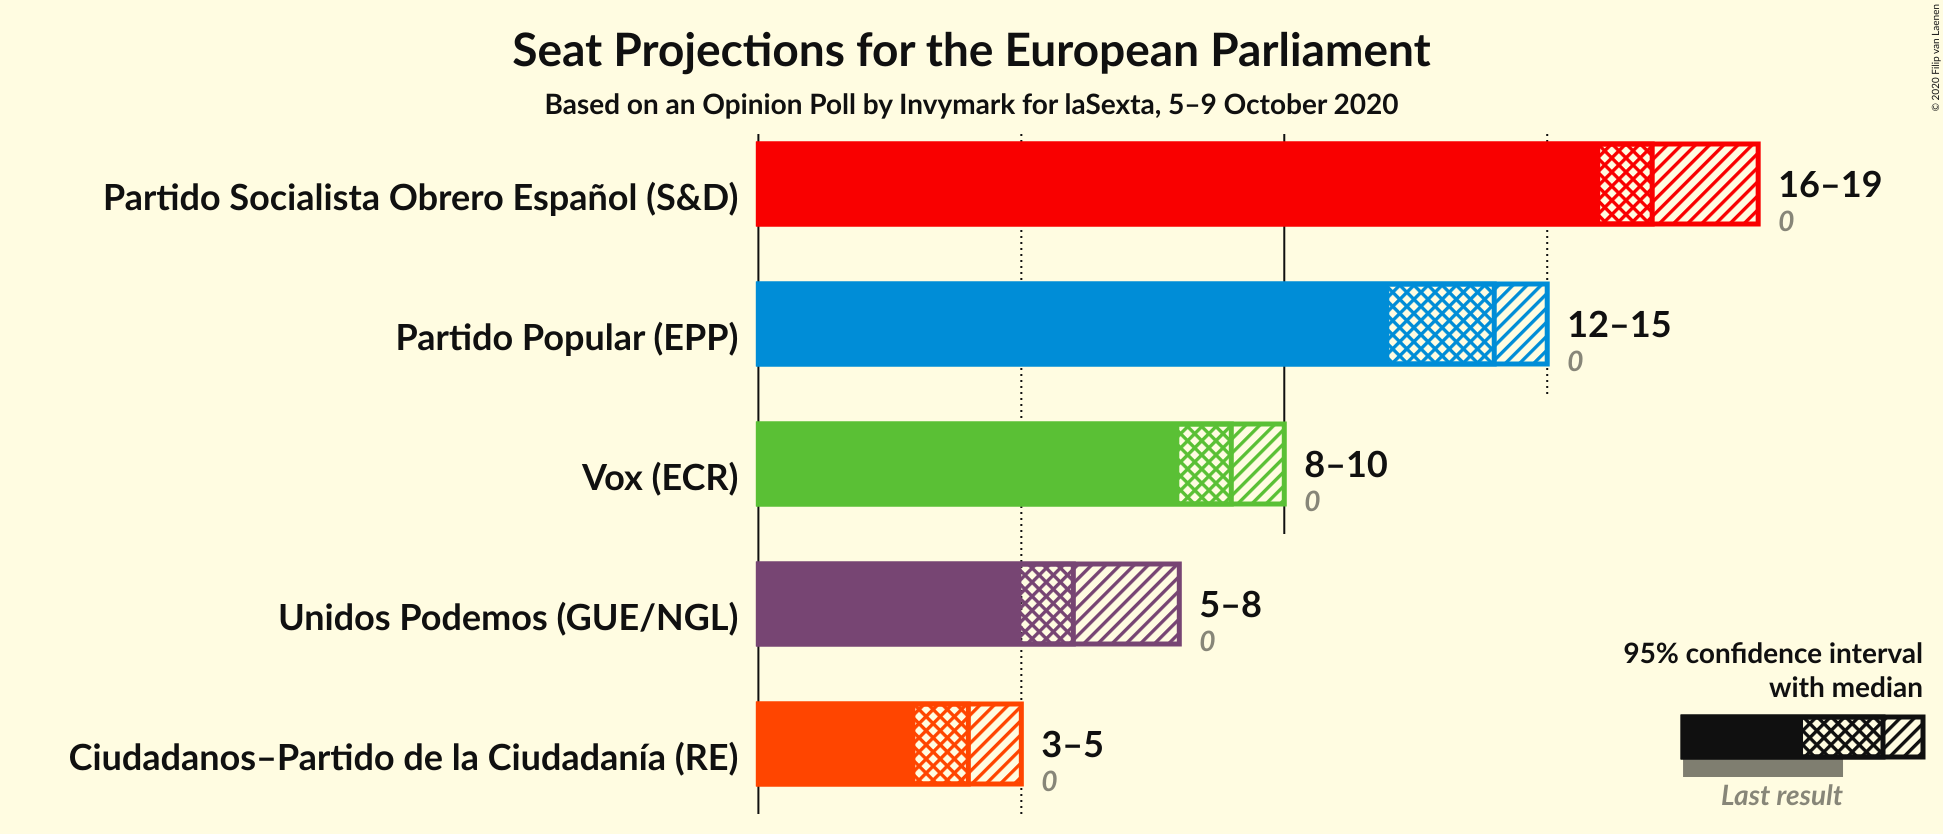 Seat Projections for the European Parliament
Based on an Opinion Poll by Invymark for laSexta, 5–9 October 2020
© 2020 Filip van Laenen
Partido Socialista Obrero Español (S&D)
16–19
0
Partido Popular (EPP)
12–15
0
Vox (ECR)
8–10
0
Unidos Podemos (GUE/NGL)
5–8
0
Ciudadanos–Partido de la Ciudadanía (RE)
3–5
0
95% confidence interval
with median
Last result